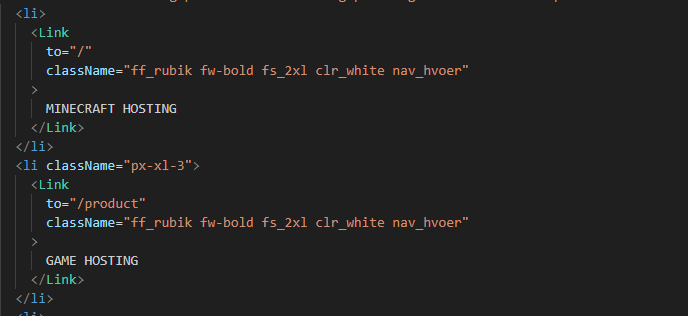 <li>
<Link
to="/"
className="ff_rubik fw-bold fs_2xl clr_white nav_hvoer"
>
MINECRAFT HOSTING
</Link>
</li>
<li className="px-xl-3">
<Link
to="/product"
className="ff_rubik fw-bold fs_2xl clr_white nav_hvoer"
>
GAME HOSTING
</Link>
</li>
<li>